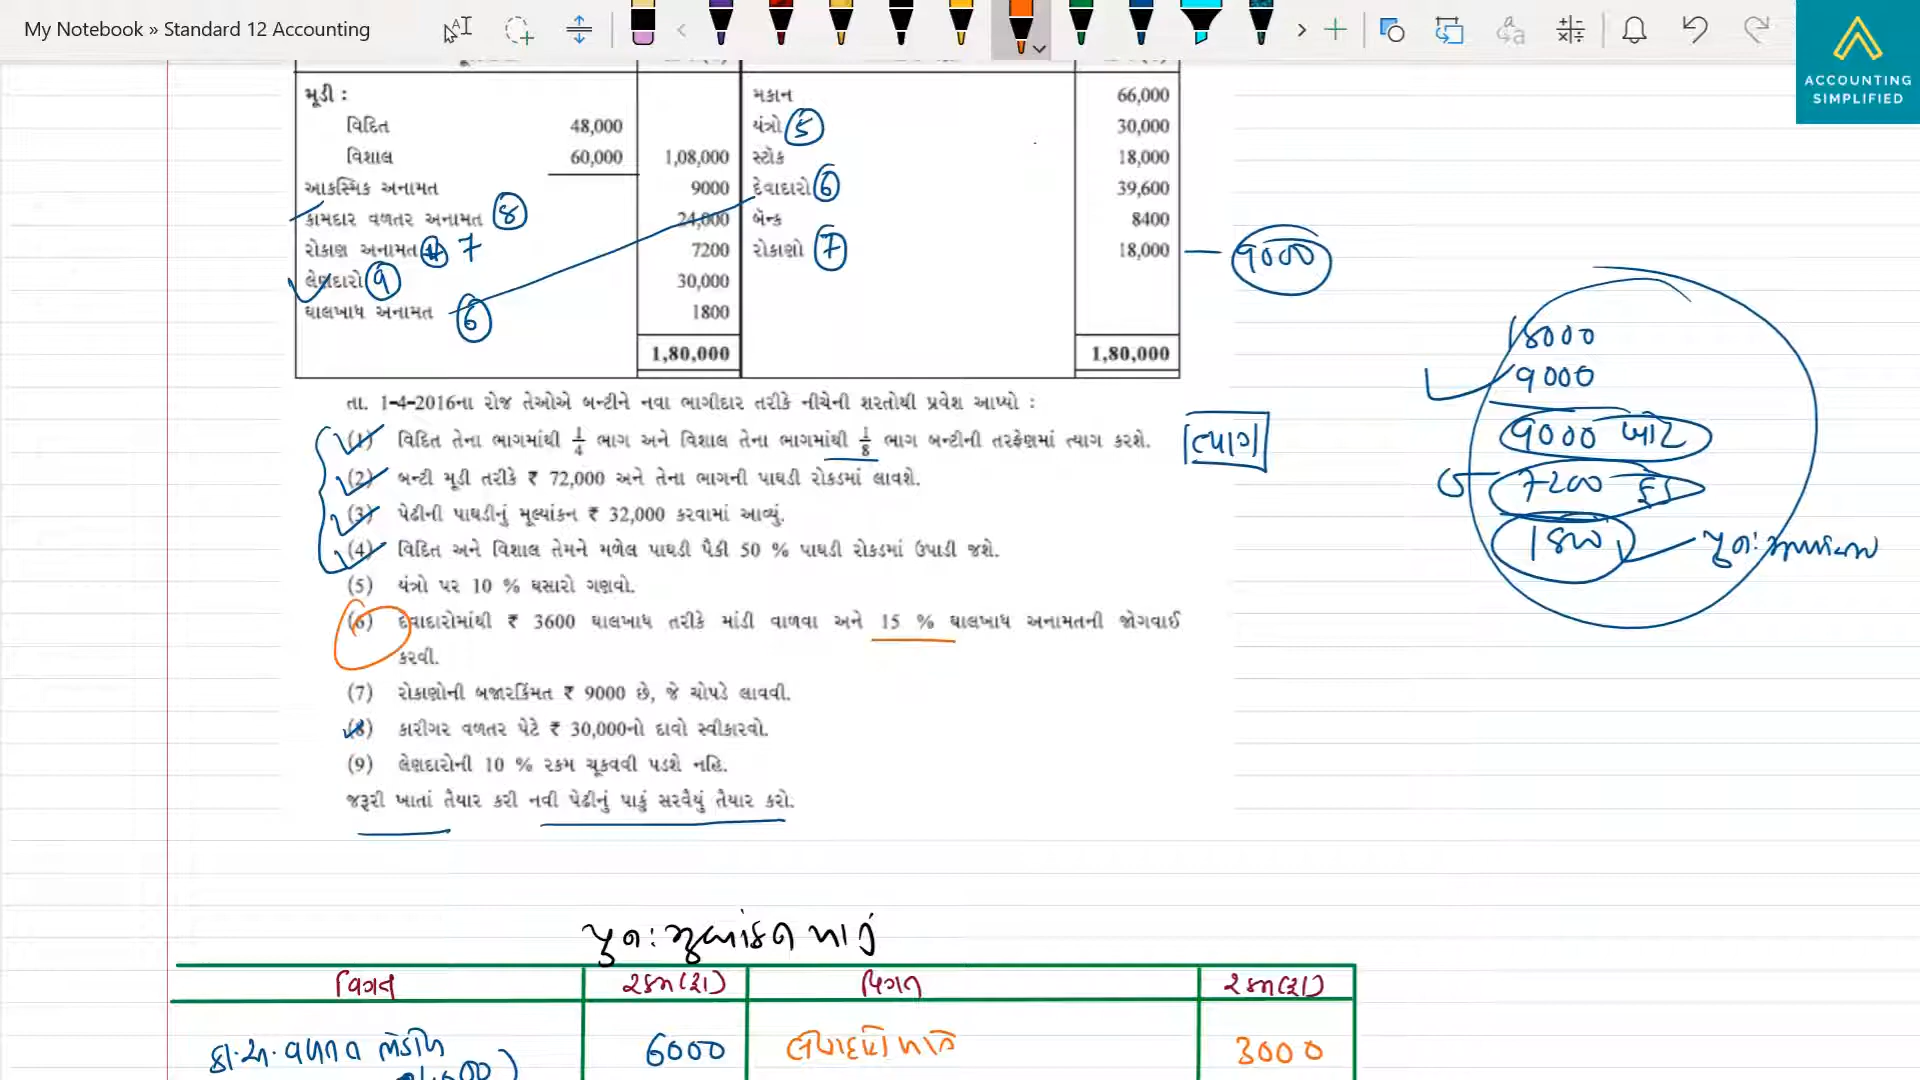 My Notebook » Standard 12 Accounting
ACCOUNTING
SIMPLIFIED
મૂડી :
વિદિત 48,000
વિશાલ 60,000 1,08,000
આકસ્મિક અનામત 9000
કામદાર વળતર અનામત 8 24,000
રોકાણ અનામત 7 7200
લેણદારો 9 30,000
ઘાલખાધ અનામત 6 1800
1,80,000
મકાન 66,000
યંત્રો 5 30,000
સ્ટૉક 18,000
દેવાદારો 6 39,600
બૅન્ક 8400
રોકાણો 7 18,000 9000
1,80,000
18000
9000
9000 ખોટ
7200
1800
તા. 1-4-2016ના રોજ તેઓએ બન્ટીને નવા ભાગીદાર તરીકે નીચેની શરતોથી પ્રવેશ આપ્યો :
(1) વિદિત તેના ભાગમાંથી 1/4 ભાગ અને વિશાલ તેના ભાગમાંથી 1/8 ભાગ બન્ટીની તરફેણમાં ત્યાગ કરશે. ત્યાગ
(2) બન્ટી મૂડી તરીકે ₹ 72,000 અને તેના ભાગની પાઘડી રોકડમાં લાવશે.
(3) પેઢીની પાઘડીનું મૂલ્યાંકન ₹ 32,000 કરવામાં આવ્યું.
(4) વિદિત અને વિશાલ તેમને મળેલ પાઘડી પૈકી 50 % પાઘડી રોકડમાં ઉપાડી જશે.
(5) યંત્રો પર 10 % ઘસારો ગણવો.
(6) દેવાદારોમાંથી ₹ 3600 ઘાલખાધ તરીકે માંડી વાળવા અને 15 % ઘાલખાધ અનામતની જોગવાઈ
કરવી.
(7) રોકાણોની બજારકિંમત ₹ 9000 છે, જે ચોપડે લાવવી.
(8) કારીગર વળતર પેટે ₹ 30,000નો દાવો સ્વીકારવો.
(9) લેણદારોની 10 % રકમ ચૂકવવી પડશે નહિ.
જરૂરી ખાતાં તૈયાર કરી નવી પેઢીનું પાકું સરવૈયું તૈયાર કરો.
પુન:મૂલ્યાંકન ખાતું
વિગત રકમ(રૂા) વિગત રકમ(રૂા)
6000 3000